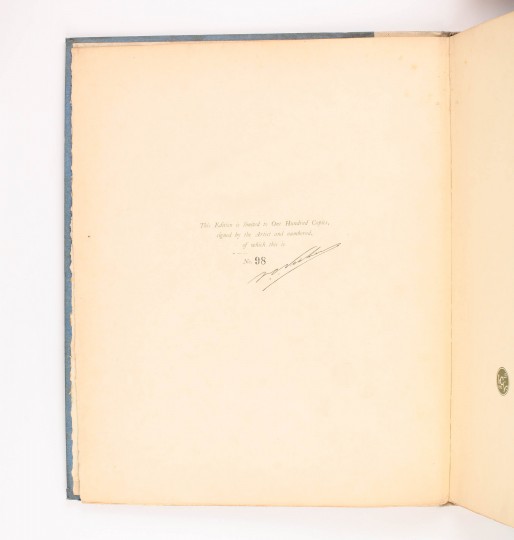 This Edition is limited to One Hundred Copies,
signed by the Artist and numbered,
of which this is
No. 98